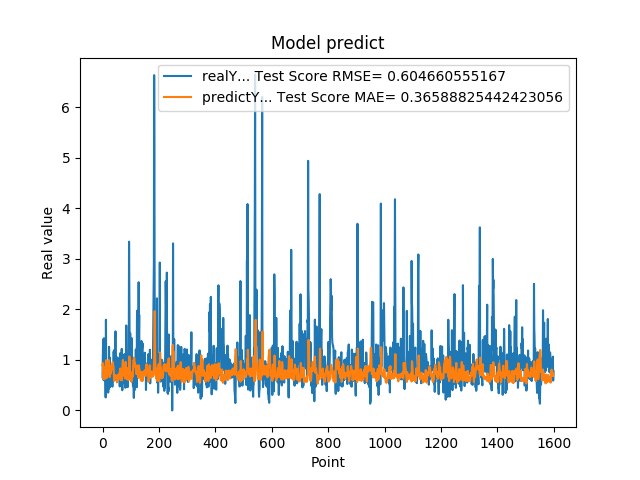 Model predict
realY... Test Score RMSE= 0.604660555167
predictY... Test Score MAE= 0.36588825442423056
Real value
6
5
4
3
2
1
0
0 200 400 600 800 1000 1200 1400 1600
Point